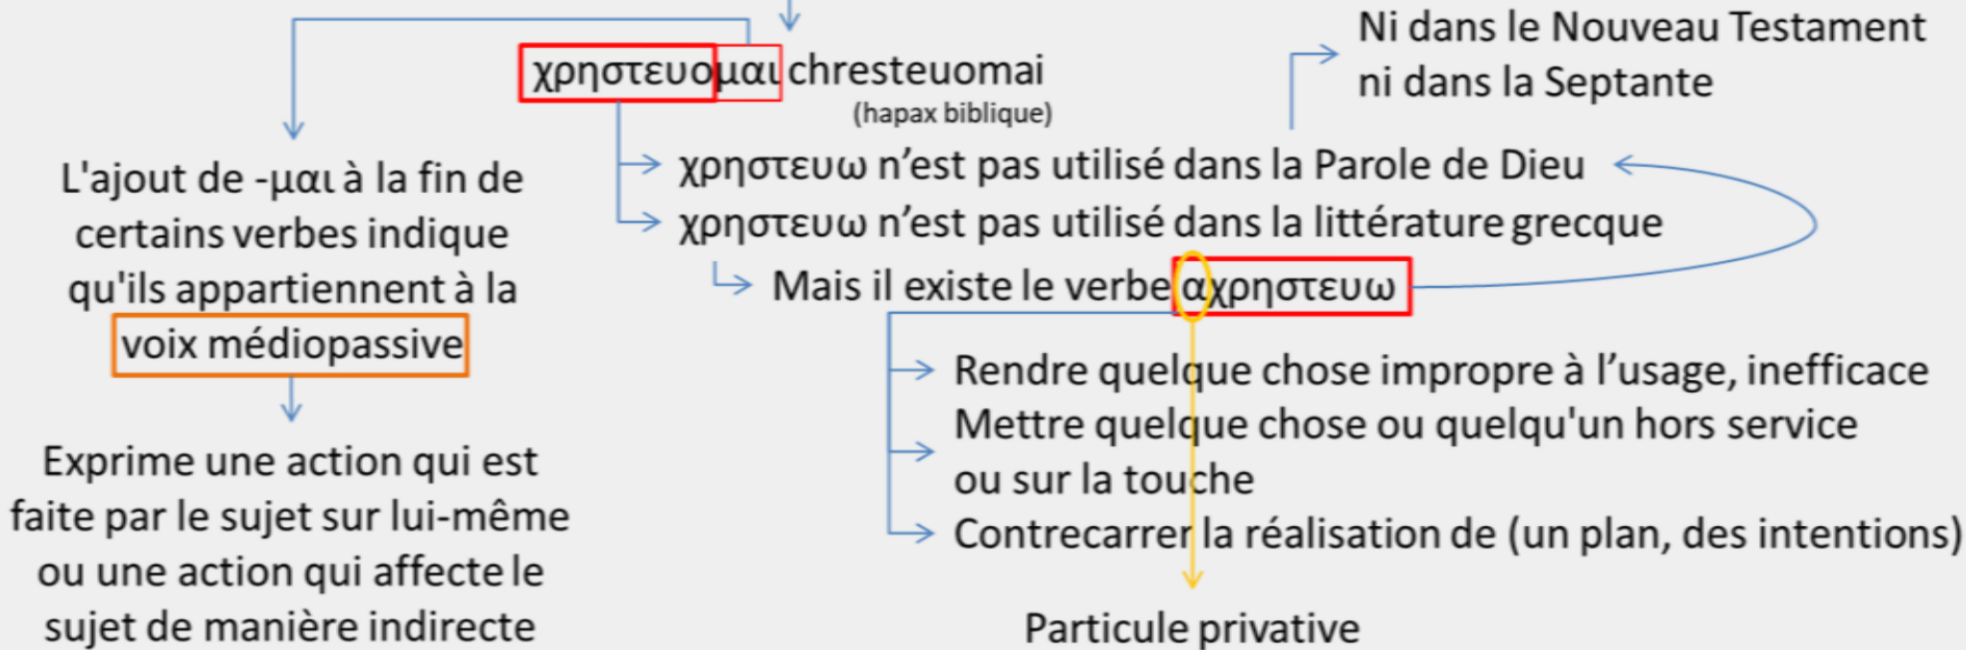 Ni dans le Nouveau Testament
ni dans la Septante
χρηστευομαι chresteuomai
(hapax biblique)
χρηστευω n’est pas utilisé dans la Parole de Dieu
χρηστευω n’est pas utilisé dans la littérature grecque
Mais il existe le verbe αχρηστευω
L'ajout de -μαι à la fin de
certains verbes indique
qu'ils appartiennent à la
voix médiopassive
Exprime une action qui est
faite par le sujet sur lui-même
ou une action qui affecte le
sujet de manière indirecte
Rendre quelque chose impropre à l’usage, inefficace
Mettre quelque chose ou quelqu'un hors service
ou sur la touche
Contrecarrer la réalisation de (un plan, des intentions)
Particule privative